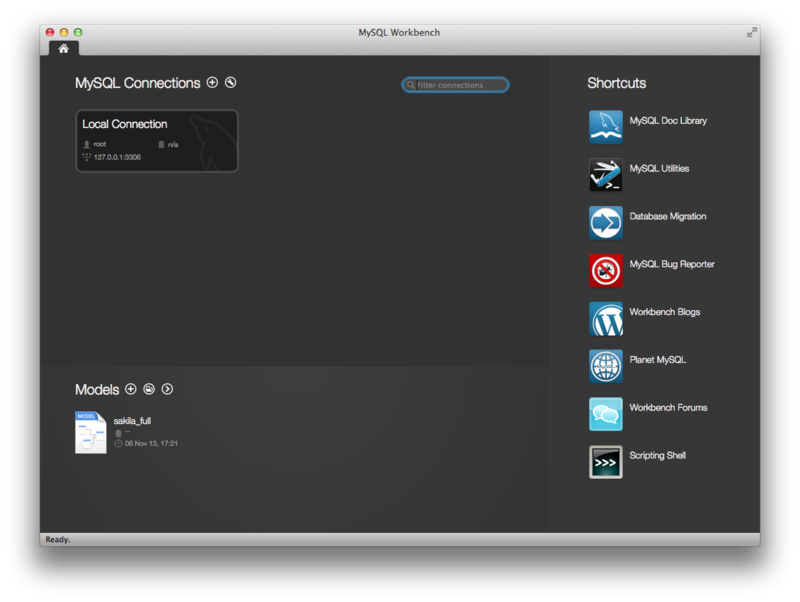 MySQL Workbench
MySQL Connections
Filter connections
Local Connection
root
n/a
127.0.0.1:3306
Shortcuts
MySQL Doc Library
MySQL Utilities
>_
Database Migration
MySQL Bug Reporter
Workbench Blogs
Planet MySQL
Workbench Forums
>>>
Scripting Shell
Models
MODEL
sakila_full
--
06 Nov 13, 17:21
Ready.